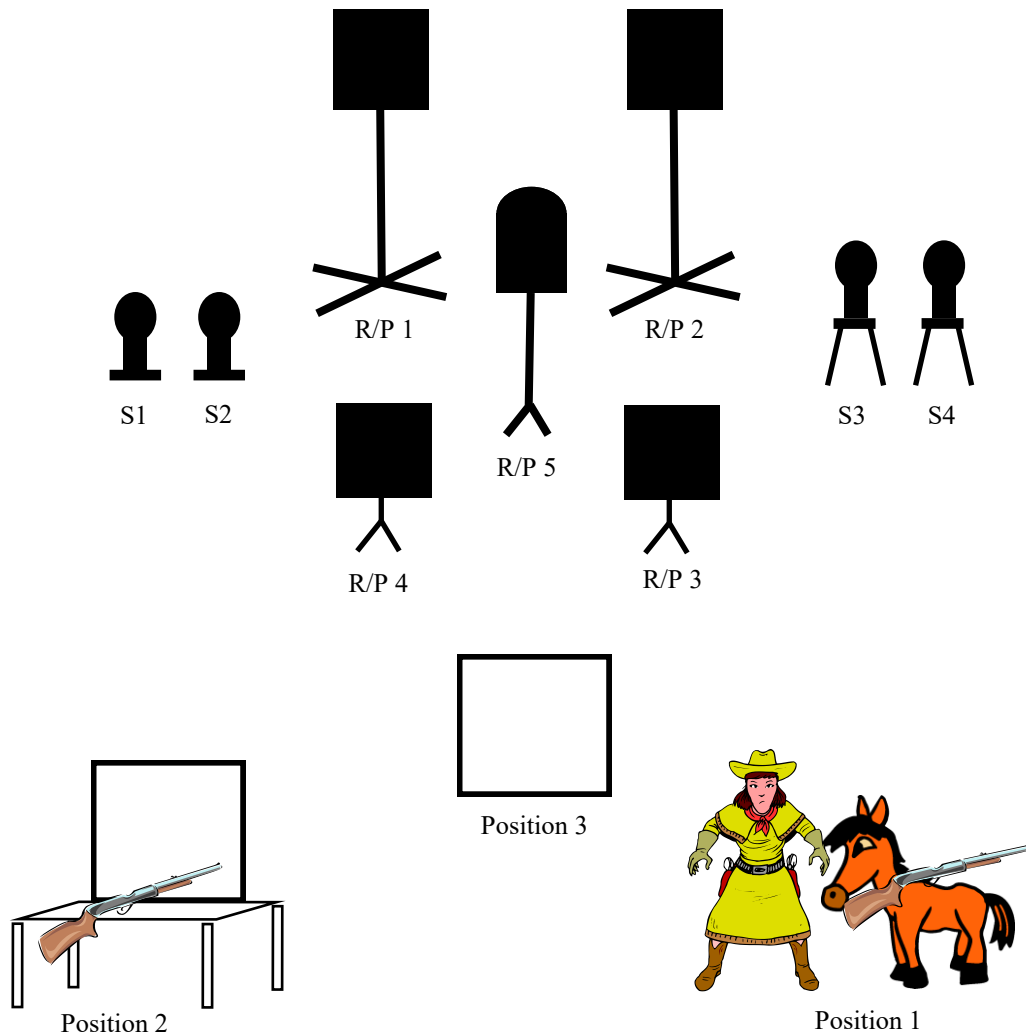 R/P 1
R/P 2
S1
S2
S3
S4
R/P 5
R/P 4
R/P 3
Position 3
Position 2
Position 1